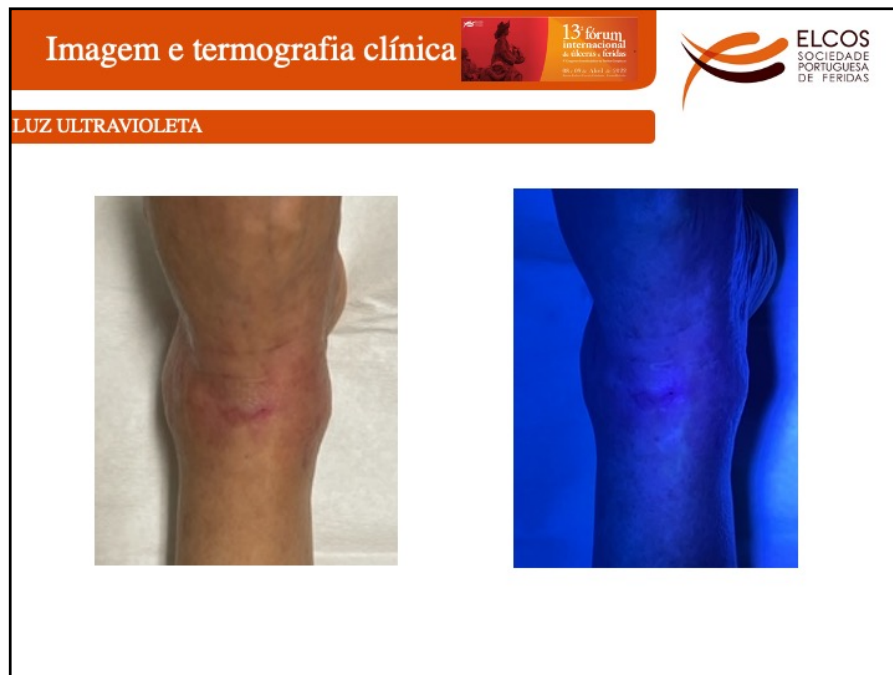 Imagem e termografia clínica
13º fórum
internacional
de úlceras e feridas
ELCOS
SOCIEDADE
PORTUGUESA
DE FERIDAS
LUZ ULTRAVIOLETA